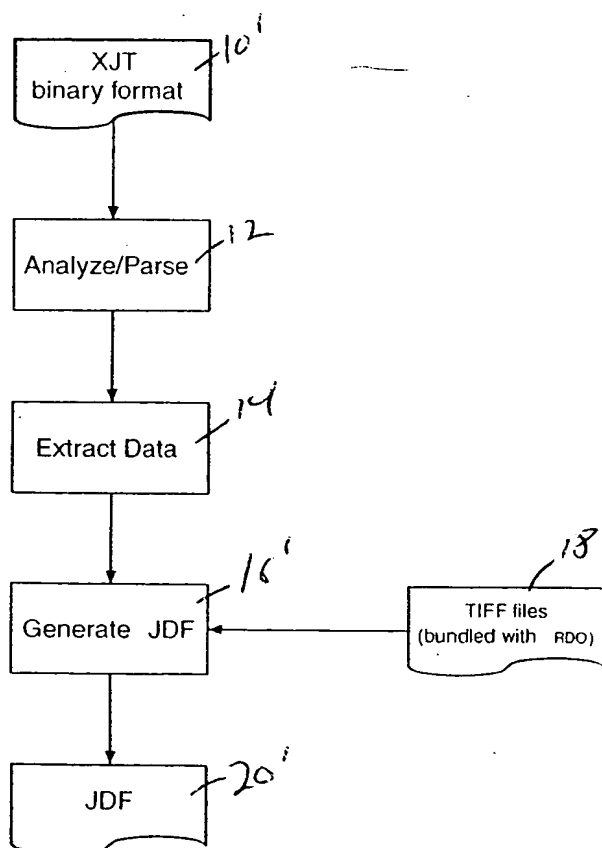 XJT
binary format
10'
Analyze/Parse
12
Extract Data
14
Generate JDF
16'
TIFF files
(bundled with RDO)
18
JDF
20'